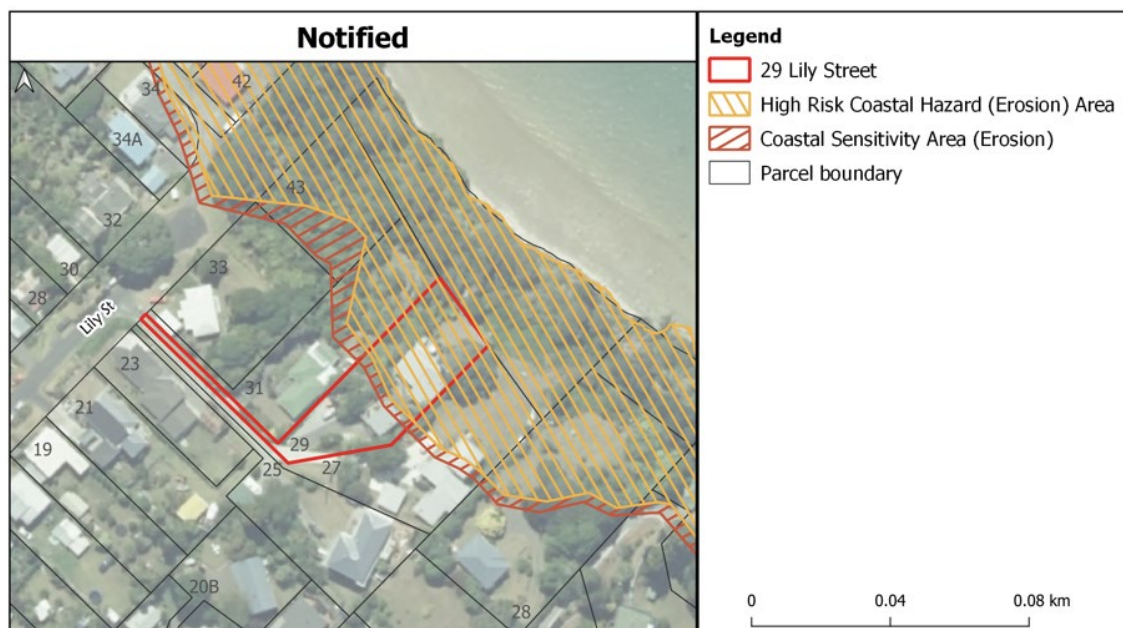 Notified
Legend
29 Lily Street
High Risk Coastal Hazard (Erosion) Area
Coastal Sensitivity Area (Erosion)
Parcel boundary
34
42
34A
43
32
33
30
28
Lily St
23
31
21
29
19
25
27
20B
28
0 0.04 0.08 km